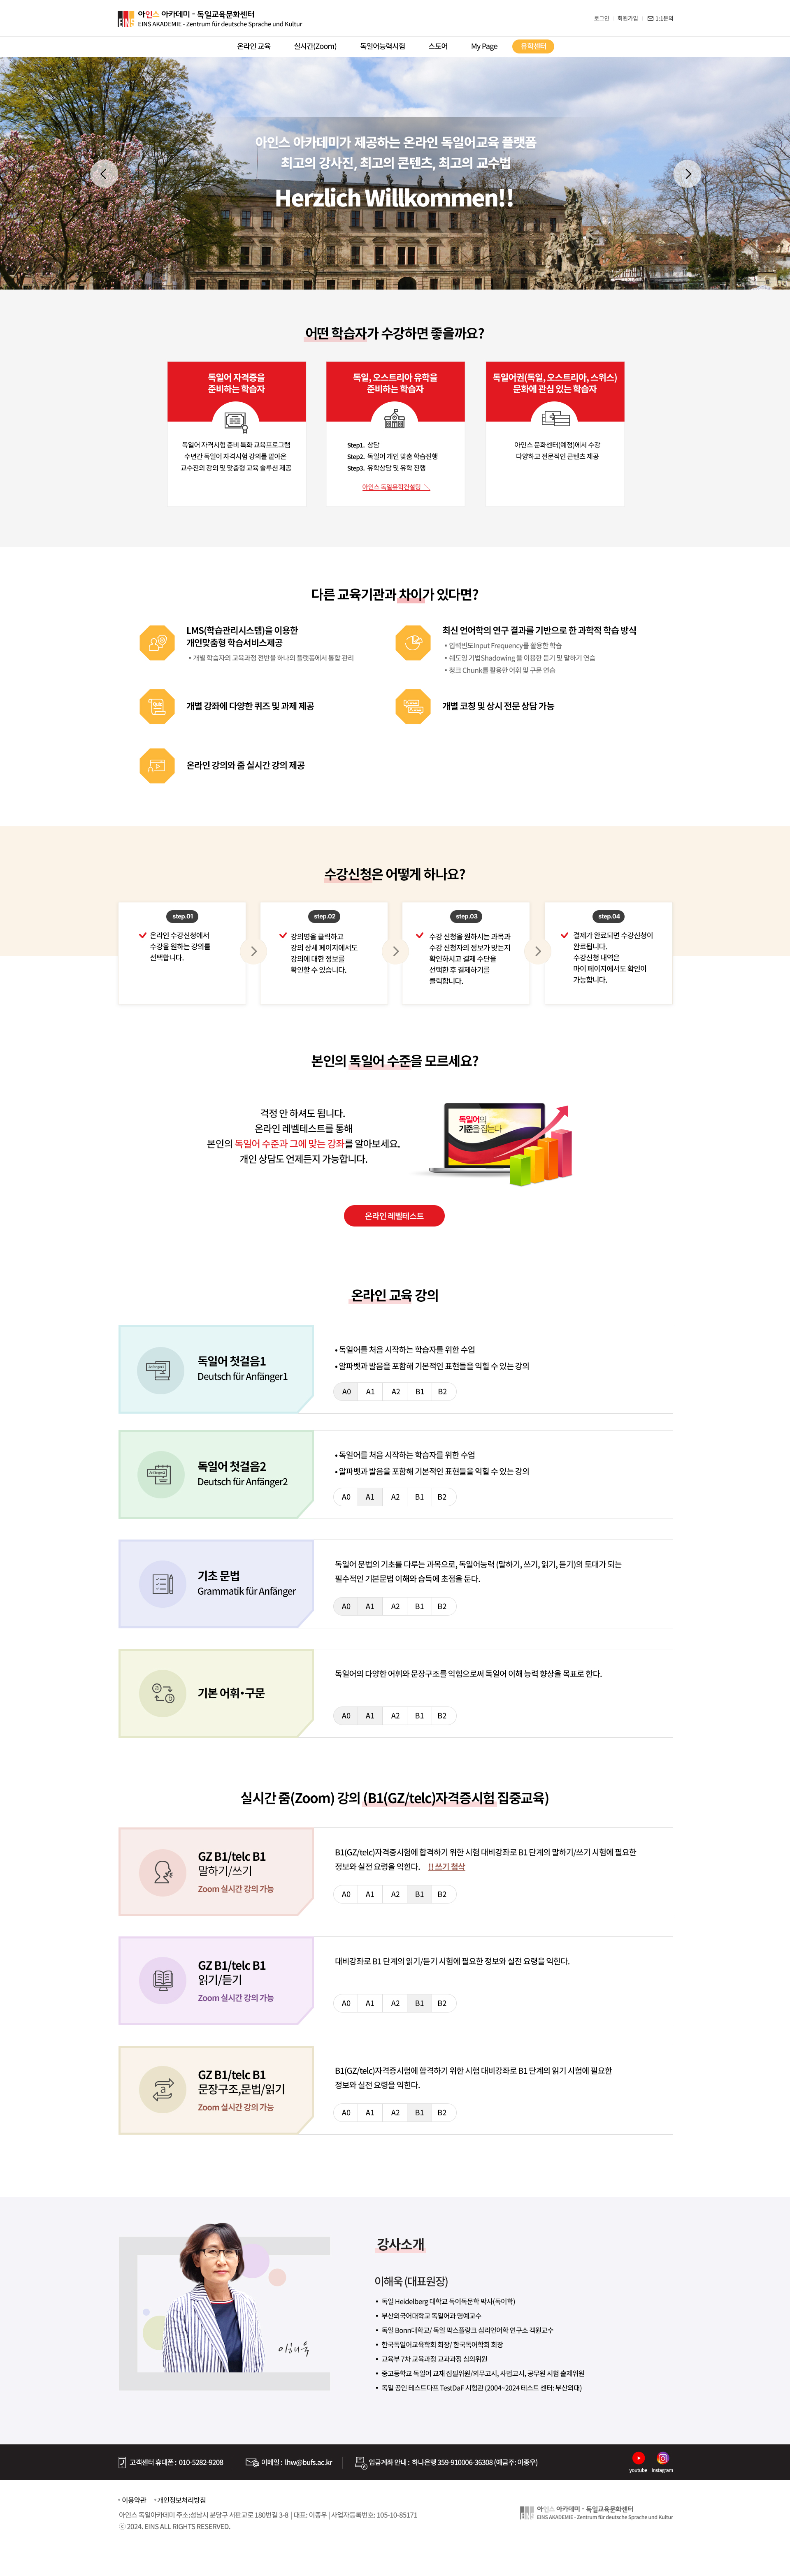 아인스 아카데미 - 독일교육문화센터
EINS AKADEMIE - Zentrum für deutsche Sprache und Kultur
로그인 회원가입 1:1문의
온라인 교육 실시간(Zoom) 독일어능력시험 스토어 My Page 유학센터
아인스 아카데미가 제공하는 온라인 독일어교육 플랫폼
최고의 강사진, 최고의 콘텐츠, 최고의 교수법
Herzlich Willkommen!!
어떤 학습자가 수강하면 좋을까요?
독일어 자격증을
준비하는 학습자
독일어 자격시험 준비 특화 교육프로그램
수년간 독일어 자격시험 강의를 맡아온
교수진의 강의 및 맞춤형 교육 솔루션 제공
독일, 오스트리아 유학을
준비하는 학습자
Step1. 상담
Step2. 독일어 개인 맞춤 학습진행
Step3. 유학상담 및 유학 진행
아인스 독일유학컨설팅
독일어권(독일, 오스트리아, 스위스)
문화에 관심 있는 학습자
아인스 문화센터(예정)에서 수강
다양하고 전문적인 콘텐츠 제공
다른 교육기관과 차이가 있다면?
LMS(학습관리시스템)을 이용한
개인맞춤형 학습서비스제공
• 개별 학습자의 교육과정 전반을 하나의 플랫폼에서 통합 관리
최신 언어학의 연구 결과를 기반으로 한 과학적 학습 방식
• 입력빈도Input Frequency를 활용한 학습
• 쉐도잉 기법Shadowing 을 이용한 듣기 및 말하기 연습
• 청크 Chunk를 활용한 어휘 및 구문 연습
개별 강좌에 다양한 퀴즈 및 과제 제공
개별 코칭 및 상시 전문 상담 가능
온라인 강의와 줌 실시간 강의 제공
수강신청은 어떻게 하나요?
step.01
온라인 수강신청에서
수강을 원하는 강의를
선택합니다.
step.02
강의명을 클릭하고
강의 상세 페이지에서도
강의에 대한 정보를
확인할 수 있습니다.
step.03
수강 신청을 원하시는 과목과
수강 신청자의 정보가 맞는지
확인하시고 결제 수단을
선택한 후 결제하기를
클릭합니다.
step.04
결제가 완료되면 수강신청이
완료됩니다.
수강신청 내역은
마이 페이지에서도 확인이
가능합니다.
본인의 독일어 수준을 모르세요?
걱정 안 하셔도 됩니다.
온라인 레벨테스트를 통해
본인의 독일어 수준과 그에 맞는 강좌를 알아보세요.
개인 상담도 언제든지 가능합니다.
독일어의
기준을 잡는다
온라인 레벨테스트
온라인 교육 강의
독일어 첫걸음1
Deutsch für Anfänger1
• 독일어를 처음 시작하는 학습자를 위한 수업
• 알파벳과 발음을 포함해 기본적인 표현들을 익힐 수 있는 강의
A0 A1 A2 B1 B2
독일어 첫걸음2
Deutsch für Anfänger2
• 독일어를 처음 시작하는 학습자를 위한 수업
• 알파벳과 발음을 포함해 기본적인 표현들을 익힐 수 있는 강의
A0 A1 A2 B1 B2
기초 문법
Grammatik für Anfänger
독일어 문법의 기초를 다루는 과목으로, 독일어능력 (말하기, 쓰기, 읽기, 듣기)의 토대가 되는
필수적인 기본문법 이해와 습득에 초점을 둔다.
A0 A1 A2 B1 B2
기본 어휘•구문
독일어의 다양한 어휘와 문장구조를 익힘으로써 독일어 이해 능력 향상을 목표로 한다.
A0 A1 A2 B1 B2
실시간 줌(Zoom) 강의 (B1(GZ/telc)자격증시험 집중교육)
GZ B1/telc B1
말하기/쓰기
Zoom 실시간 강의 가능
B1(GZ/telc)자격증시험에 합격하기 위한 시험 대비강좌로 B1 단계의 말하기/쓰기 시험에 필요한
정보와 실전 요령을 익힌다. !! 쓰기 첨삭
A0 A1 A2 B1 B2
GZ B1/telc B1
읽기/듣기
Zoom 실시간 강의 가능
대비강좌로 B1 단계의 읽기/듣기 시험에 필요한 정보와 실전 요령을 익힌다.
A0 A1 A2 B1 B2
GZ B1/telc B1
문장구조,문법/읽기
Zoom 실시간 강의 가능
B1(GZ/telc)자격증시험에 합격하기 위한 시험 대비강좌로 B1 단계의 읽기 시험에 필요한
정보와 실전 요령을 익힌다.
A0 A1 A2 B1 B2
강사소개
이해욱 (대표원장)
• 독일 Heidelberg 대학교 독어독문학 박사(독어학)
• 부산외국어대학교 독일어과 명예교수
• 독일 Bonn대학교/ 독일 막스플랑크 심리언어학 연구소 객원교수
• 한국독일어교육학회 회장/ 한국독어학회 회장
• 교육부 7차 교육과정 교과과정 심의위원
• 중고등학교 독일어 교재 집필위원/외무고시, 사법고시, 공무원 시험 출제위원
• 독일 공인 테스트다프 TestDaF 시험관 (2004~2024 테스트 센터: 부산외대)
이해욱
고객센터 휴대폰 : 010-5282-9208
이메일 : lhw@bufs.ac.kr
입금계좌 안내 : 하나은행 359-910006-36308 (예금주: 이종우)
youtube Instagram
• 이용약관 • 개인정보처리방침
아인스 독일아카데미 주소:성남시 분당구 서판교로 180번길 3-8 | 대표: 이종우 | 사업자등록번호: 105-10-85171
ⓒ 2024. EINS ALL RIGHTS RESERVED.
아인스 아카데미 - 독일교육문화센터
EINS AKADEMIE - Zentrum für deutsche Sprache und Kultur